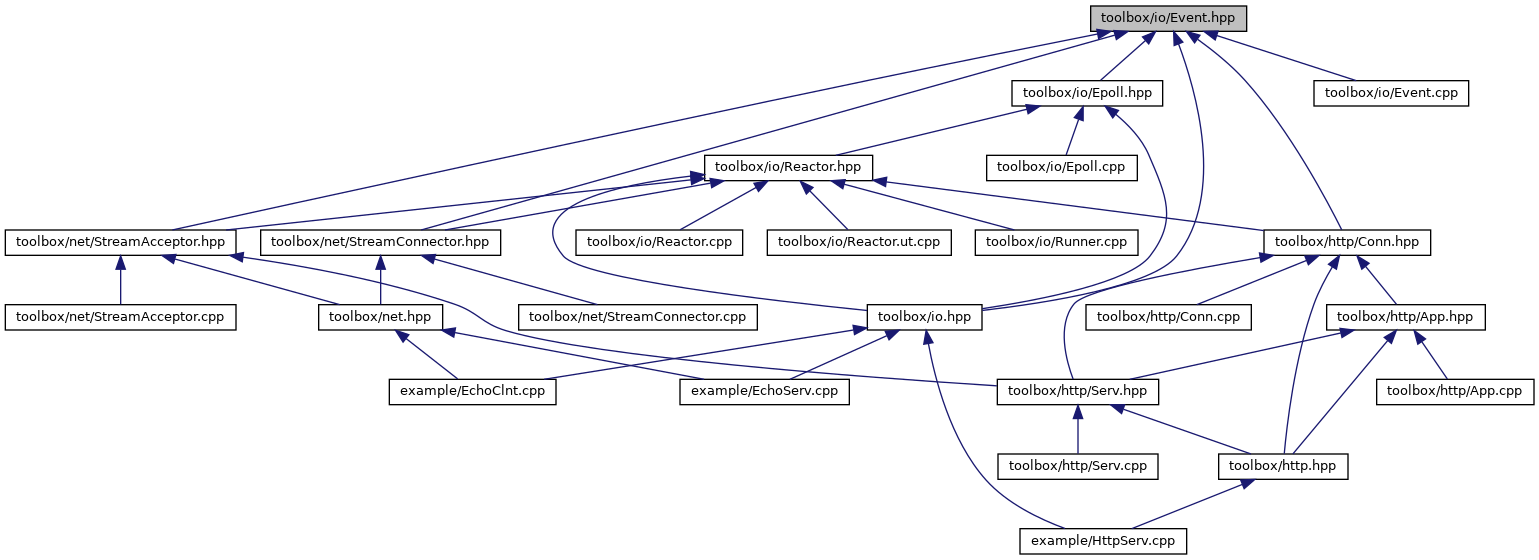 toolbox/io/Event.hpp
toolbox/io/Epoll.hpp
toolbox/io/Event.cpp
toolbox/io/Reactor.hpp
toolbox/io/Epoll.cpp
toolbox/net/StreamAcceptor.hpp
toolbox/net/StreamConnector.hpp
toolbox/io/Reactor.cpp
toolbox/io/Reactor.ut.cpp
toolbox/io/Runner.cpp
toolbox/http/Conn.hpp
toolbox/net/StreamAcceptor.cpp
toolbox/net.hpp
toolbox/net/StreamConnector.cpp
toolbox/io.hpp
toolbox/http/Conn.cpp
toolbox/http/App.hpp
example/EchoClnt.cpp
example/EchoServ.cpp
toolbox/http/Serv.hpp
toolbox/http/App.cpp
toolbox/http/Serv.cpp
toolbox/http.hpp
example/HttpServ.cpp